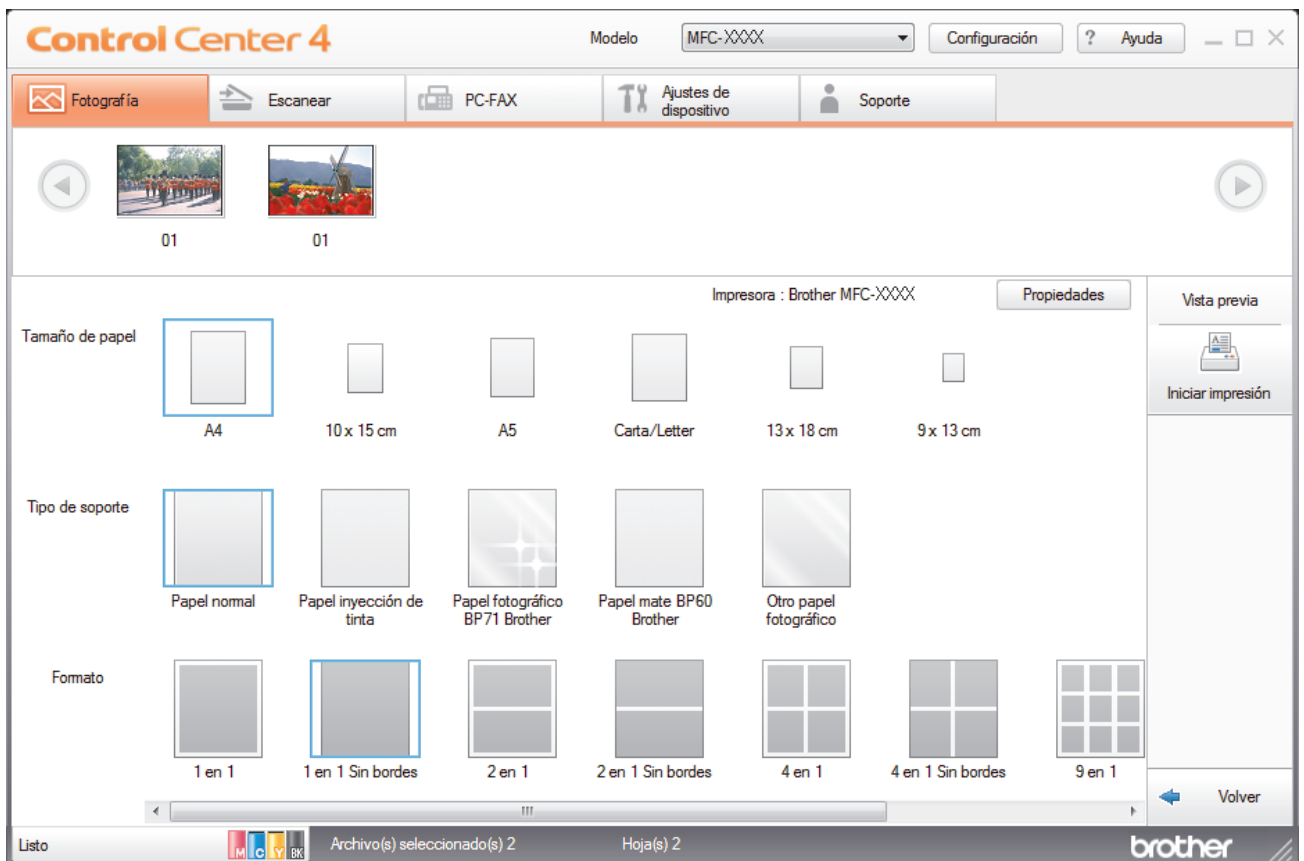 Control Center 4
Modelo
MFC-XXXX
Configuración
? Ayuda
Fotografía
Escanear
PC-FAX
Ajustes de
dispositivo
Soporte
01
01
Impresora : Brother MFC-XXXX
Propiedades
Vista previa
Tamaño de papel
Iniciar impresión
A4
10 x 15 cm
A5
Carta/Letter
13 x 18 cm
9 x 13 cm
Tipo de soporte
Papel normal
Papel inyección de
tinta
Papel fotográfico
BP71 Brother
Papel mate BP60
Brother
Otro papel
fotográfico
Formato
1 en 1
1 en 1 Sin bordes
2 en 1
2 en 1 Sin bordes
4 en 1
4 en 1 Sin bordes
9 en 1
Volver
Listo
M C Y BK
Archivo(s) seleccionado(s) 2
Hoja(s) 2
brother